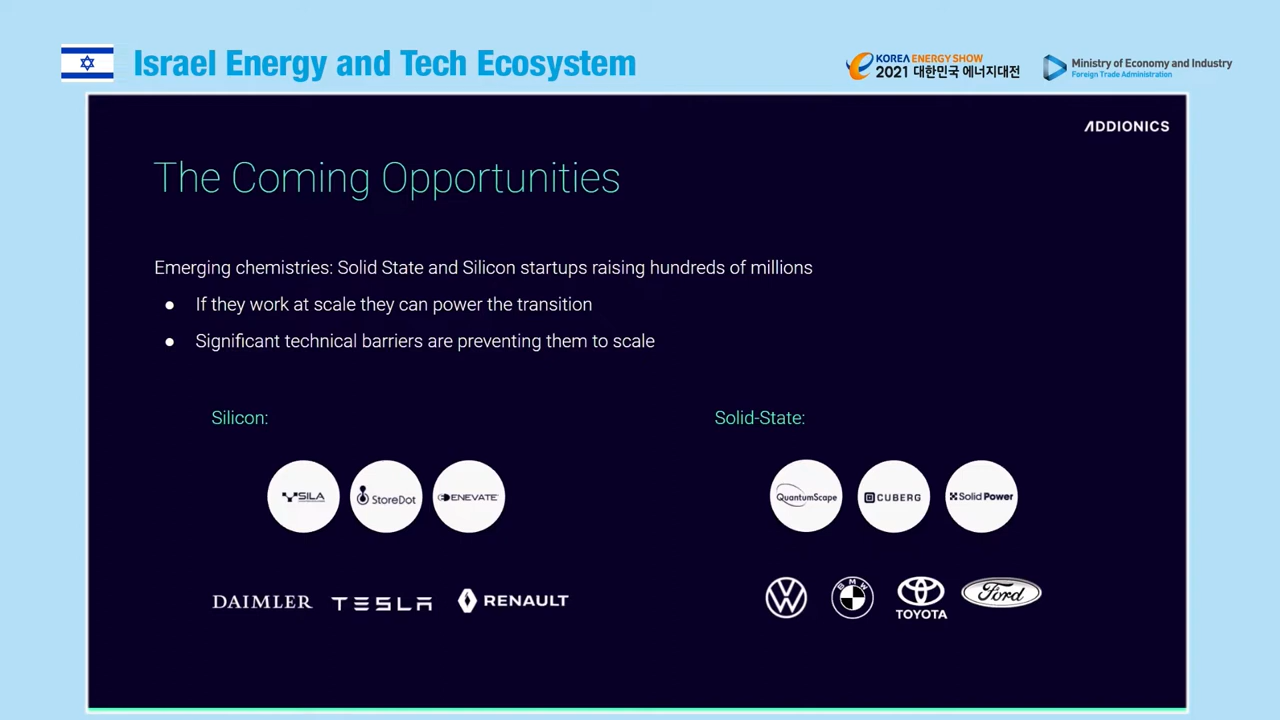 Israel Energy and Tech Ecosystem
KOREA ENERGY SHOW
2021 대한민국 에너지대전
Ministry of Economy and Industry
Foreign Trade Administration
ADDIONICS
The Coming Opportunities
Emerging chemistries: Solid State and Silicon startups raising hundreds of millions
● If they work at scale they can power the transition
● Significant technical barriers are preventing them to scale
Silicon:
Solid-State:
SILA
StoreDot
ENEVATE
QuantumScape
CUBERG
Solid Power
DAIMLER
TESLA
RENAULT
VW
BMW
TOYOTA
Ford